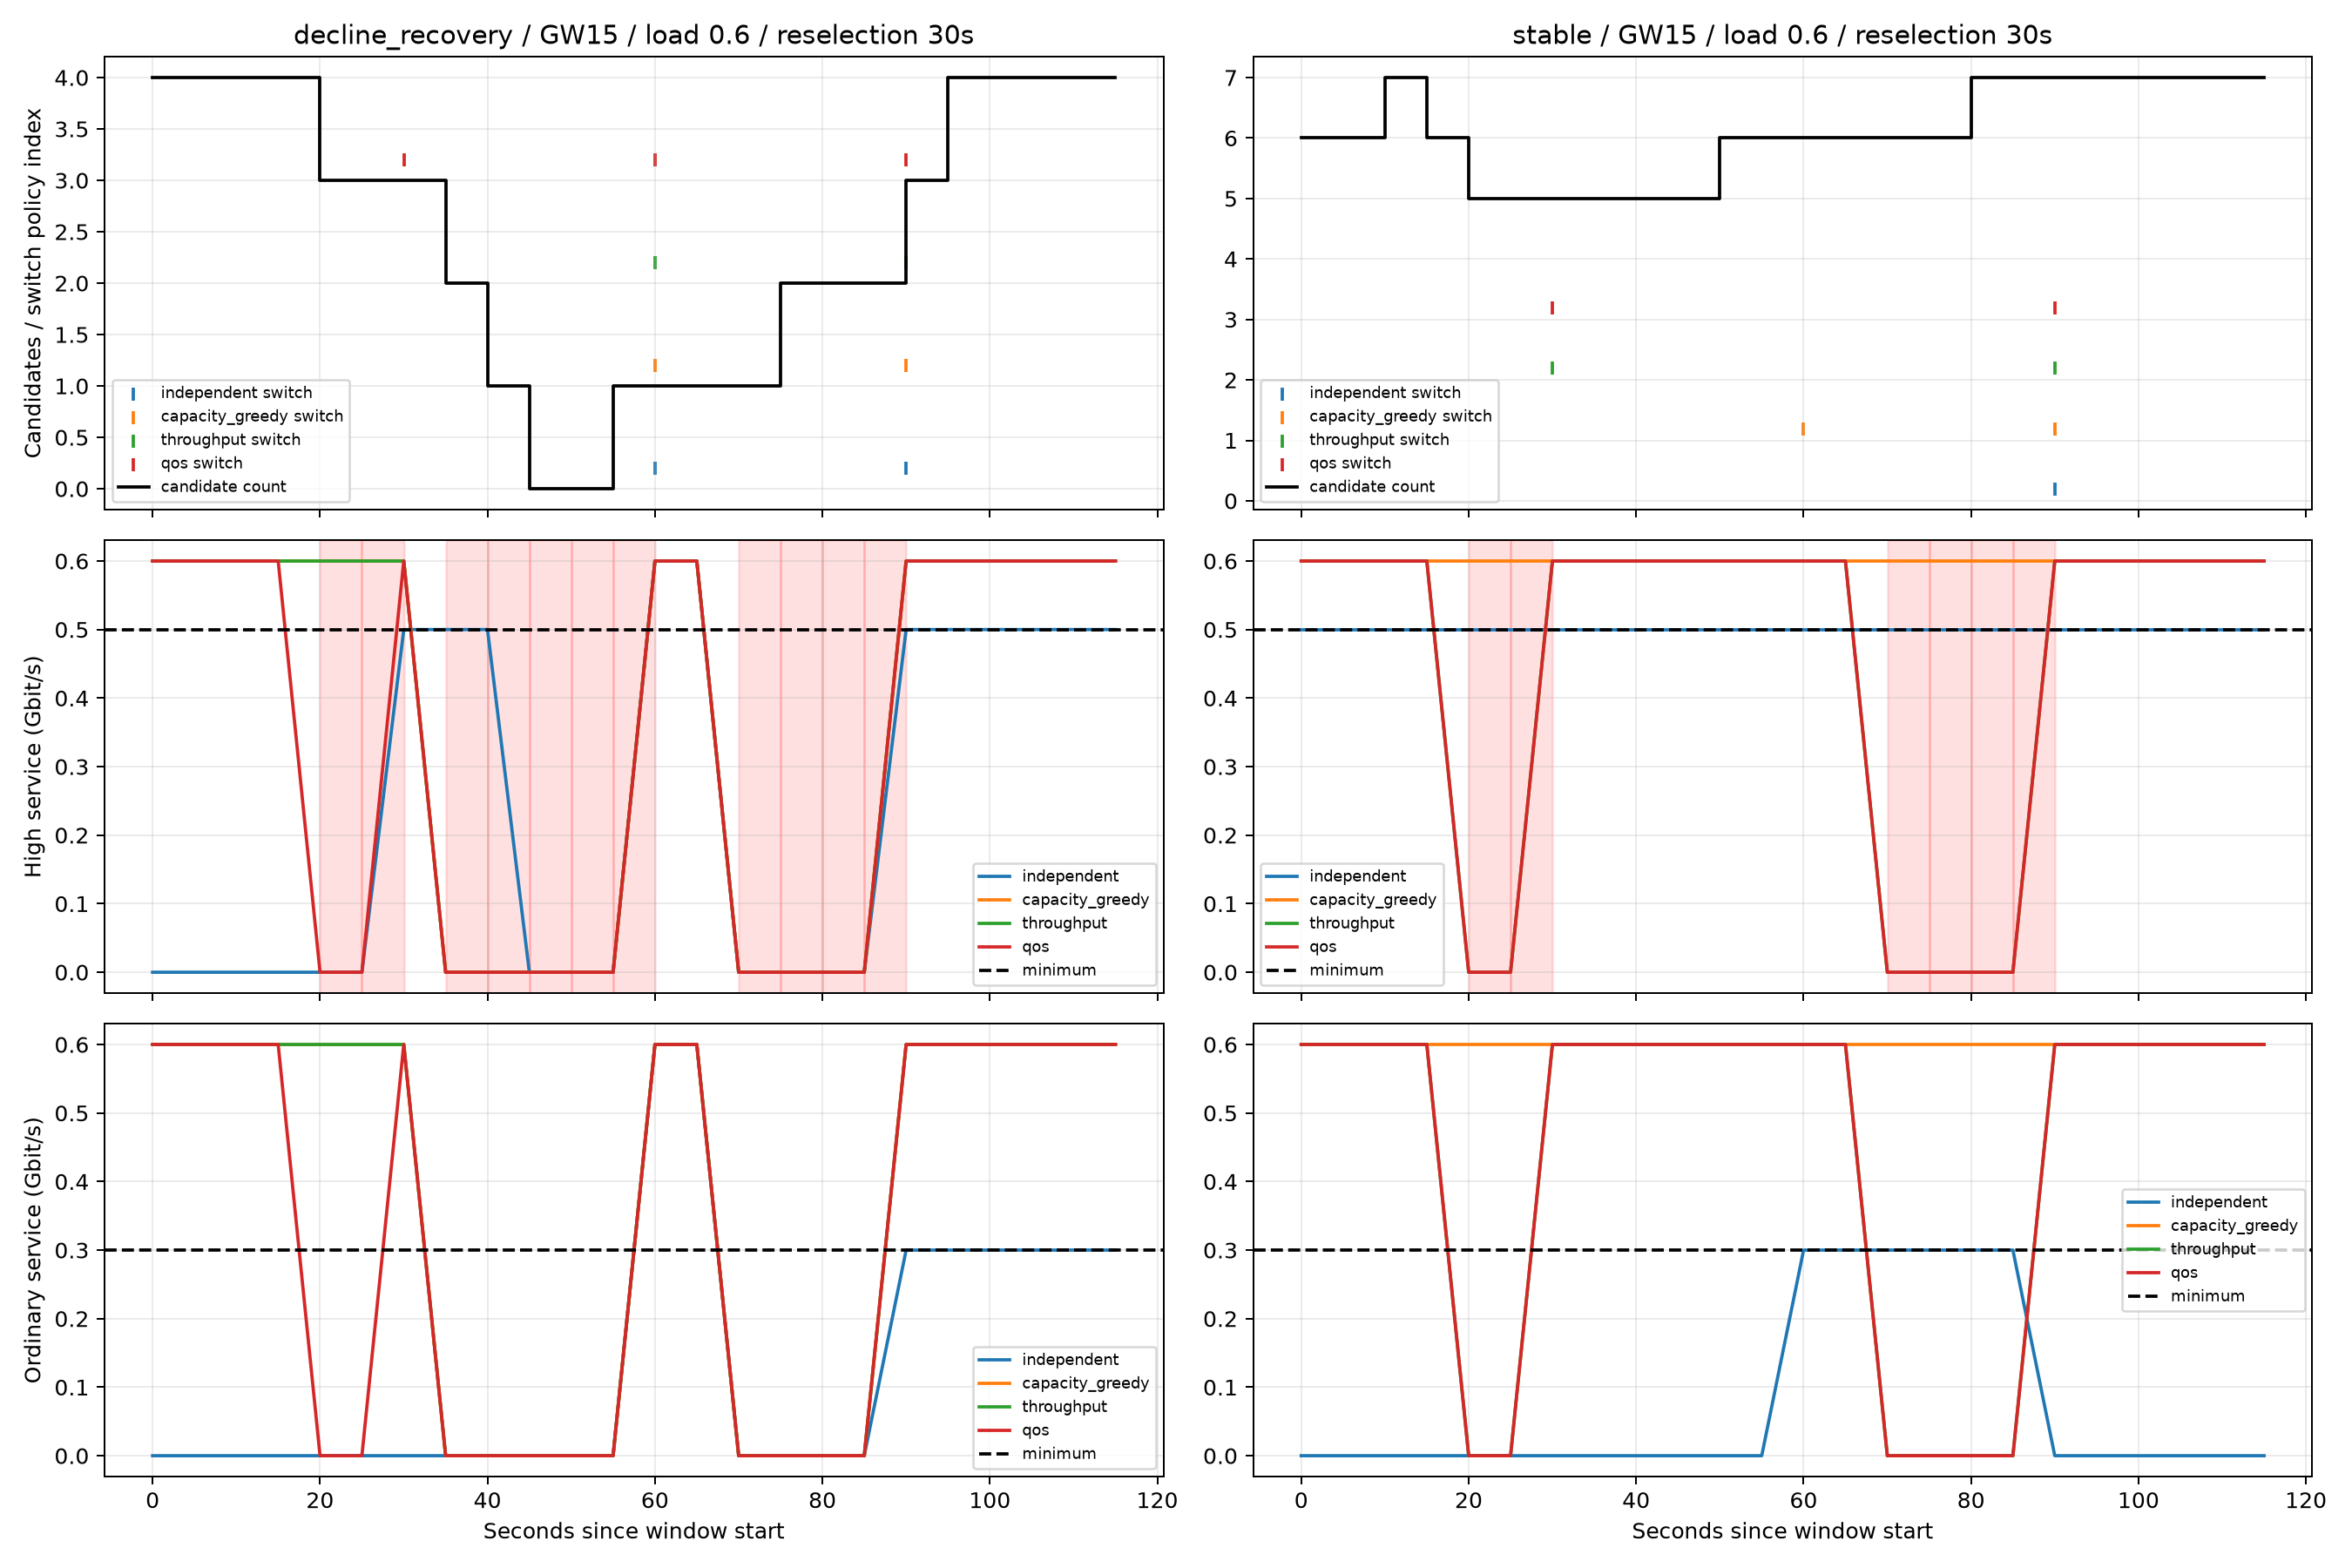 decline_recovery / GW15 / load 0.6 / reselection 30s
Candidates / switch policy index
4.0
3.5
3.0
2.5
2.0
1.5
1.0
0.5
0.0
independent switch
capacity_greedy switch
throughput switch
qos switch
candidate count
stable / GW15 / load 0.6 / reselection 30s
7
6
5
4
3
2
1
0
independent switch
capacity_greedy switch
throughput switch
qos switch
candidate count
High service (Gbit/s)
0.6
0.5
0.4
0.3
0.2
0.1
0.0
independent
capacity_greedy
throughput
qos
minimum
0.6
0.5
0.4
0.3
0.2
0.1
0.0
independent
capacity_greedy
throughput
qos
minimum
Ordinary service (Gbit/s)
0.6
0.5
0.4
0.3
0.2
0.1
0.0
independent
capacity_greedy
throughput
qos
minimum
0 20 40 60 80 100 120
Seconds since window start
0.6
0.5
0.4
0.3
0.2
0.1
0.0
independent
capacity_greedy
throughput
qos
minimum
0 20 40 60 80 100 120
Seconds since window start